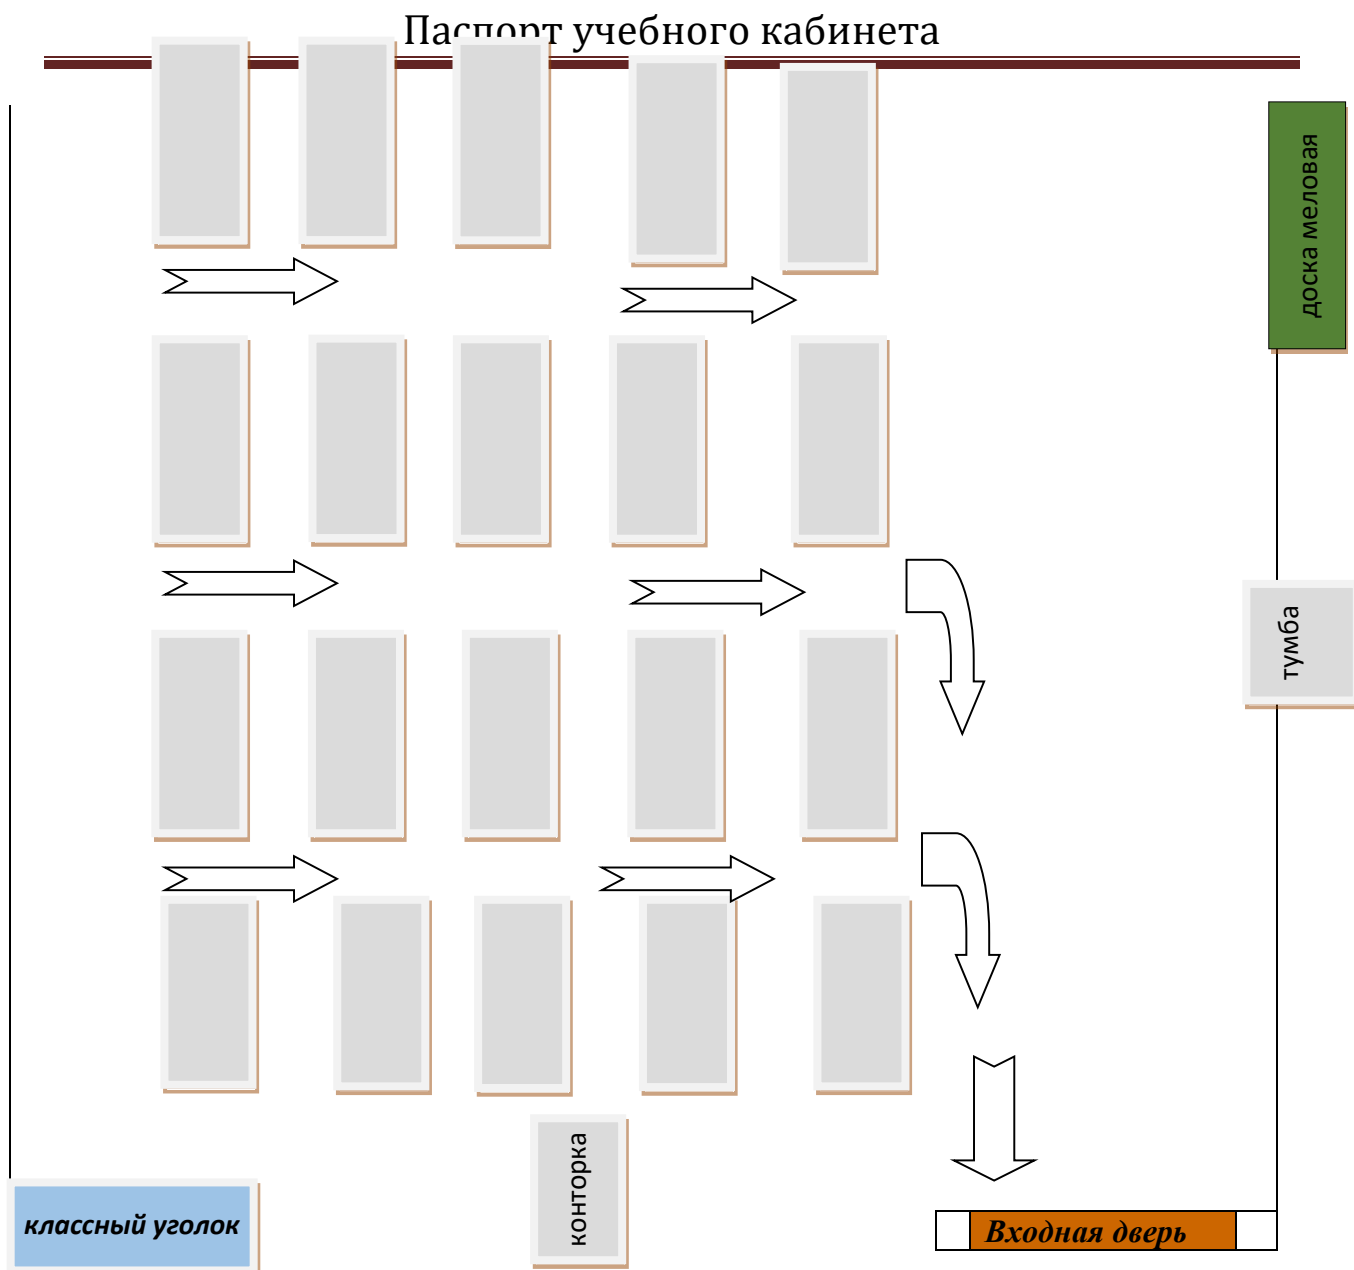 Паспорт учебного кабинета
доска меловая
тумба
конторка
классный уголок
Входная дверь